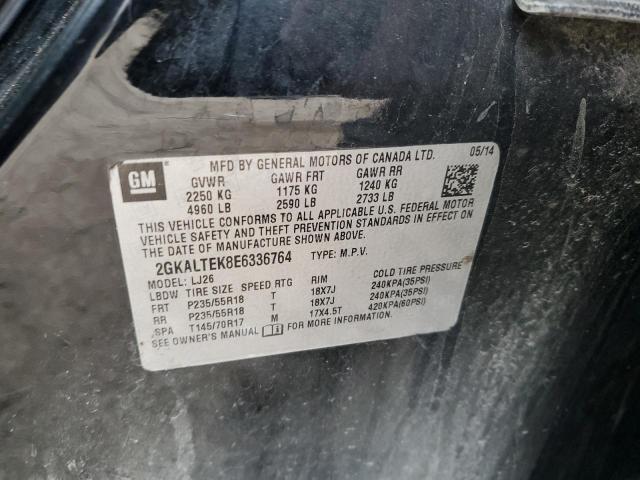 GM
MFD BY GENERAL MOTORS OF CANADA LTD. 05/14
GVWR GAWR FRT GAWR RR
2250 KG 1175 KG 1240 KG
4960 LB 2590 LB 2733 LB
THIS VEHICLE CONFORMS TO ALL APPLICABLE U.S. FEDERAL MOTOR
VEHICLE SAFETY AND THEFT PREVENTION STANDARDS IN EFFECT ON
THE DATE OF MANUFACTURE SHOWN ABOVE.
2GKALTEK8E6336764 TYPE: M.P.V.
MODEL: LJ26
LBDW TIRE SIZE SPEED RTG RIM COLD TIRE PRESSURE
FRT P235/55R18 T 18X7J 240KPA(35PSI)
RR P235/55R18 T 18X7J 240KPA(35PSI)
SPA T145/70R17 M 17X4.5T 420KPA(60PSI)
SEE OWNER'S MANUAL FOR MORE INFORMATION.